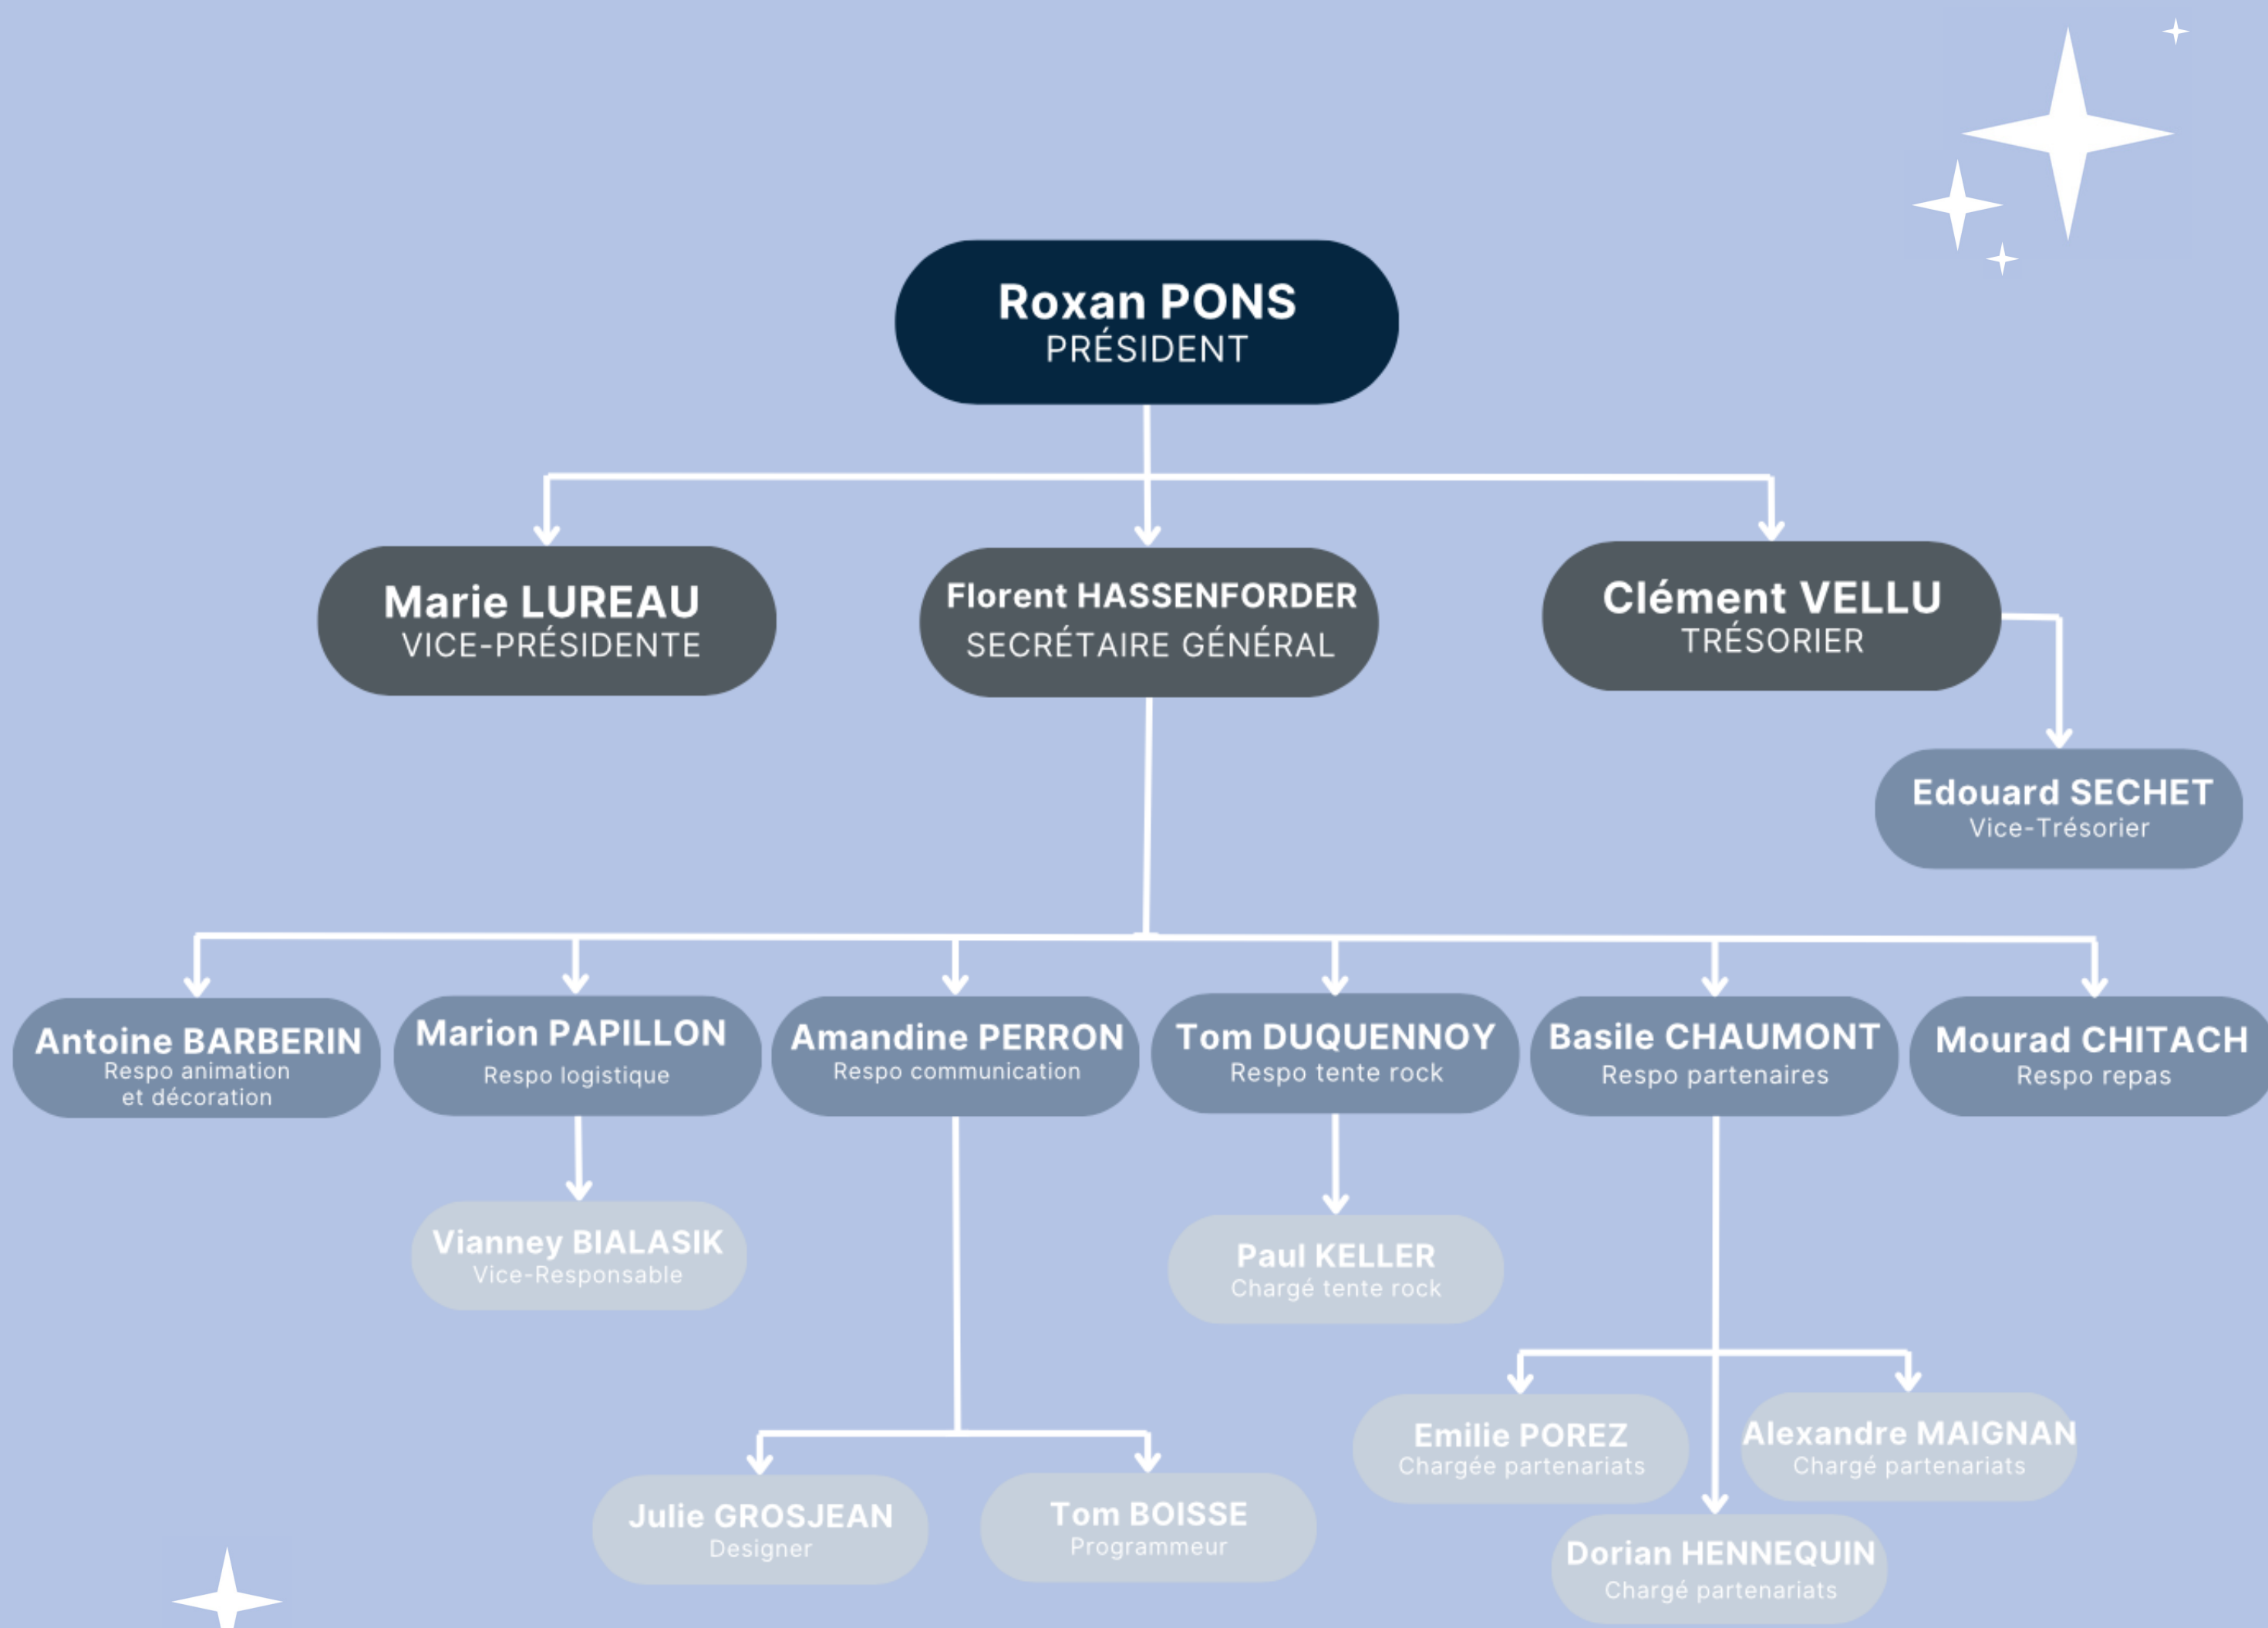 Roxan PONS
PRÉSIDENT
Marie LUREAU
VICE-PRÉSIDENTE
Florent HASSENFORDER
SECRÉTAIRE GÉNÉRAL
Clément VELLU
TRÉSORIER
Edouard SECHET
Vice-Trésorier
Antoine BARBERIN
Respo animation
et décoration
Marion PAPILLON
Respo logistique
Amandine PERRON
Respo communication
Tom DUQUENNOY
Respo tente rock
Basile CHAUMONT
Respo partenaires
Mourad CHITACH
Respo repas
Vianney BIALASIK
Vice-Responsable
Paul KELLER
Chargé tente rock
Emilie POREZ
Chargée partenariats
Alexandre MAIGNAN
Chargé partenariats
Julie GROSJEAN
Designer
Tom BOISSE
Programmeur
Dorian HENNEQUIN
Chargé partenariats